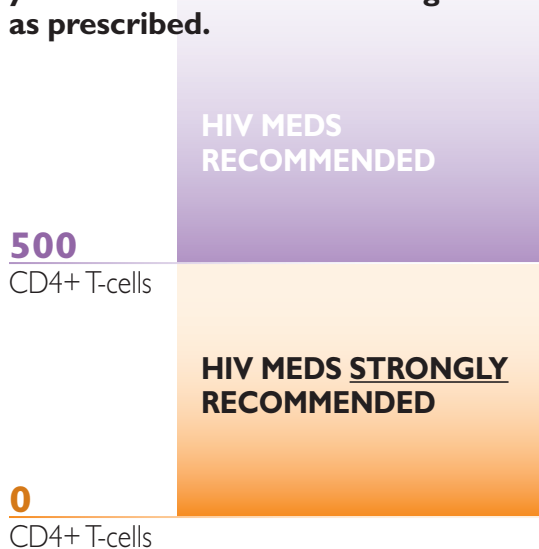 as prescribed.
HIV MEDS
RECOMMENDED
500
CD4+ T-cells
HIV MEDS STRONGLY
RECOMMENDED
0
CD4+ T-cells